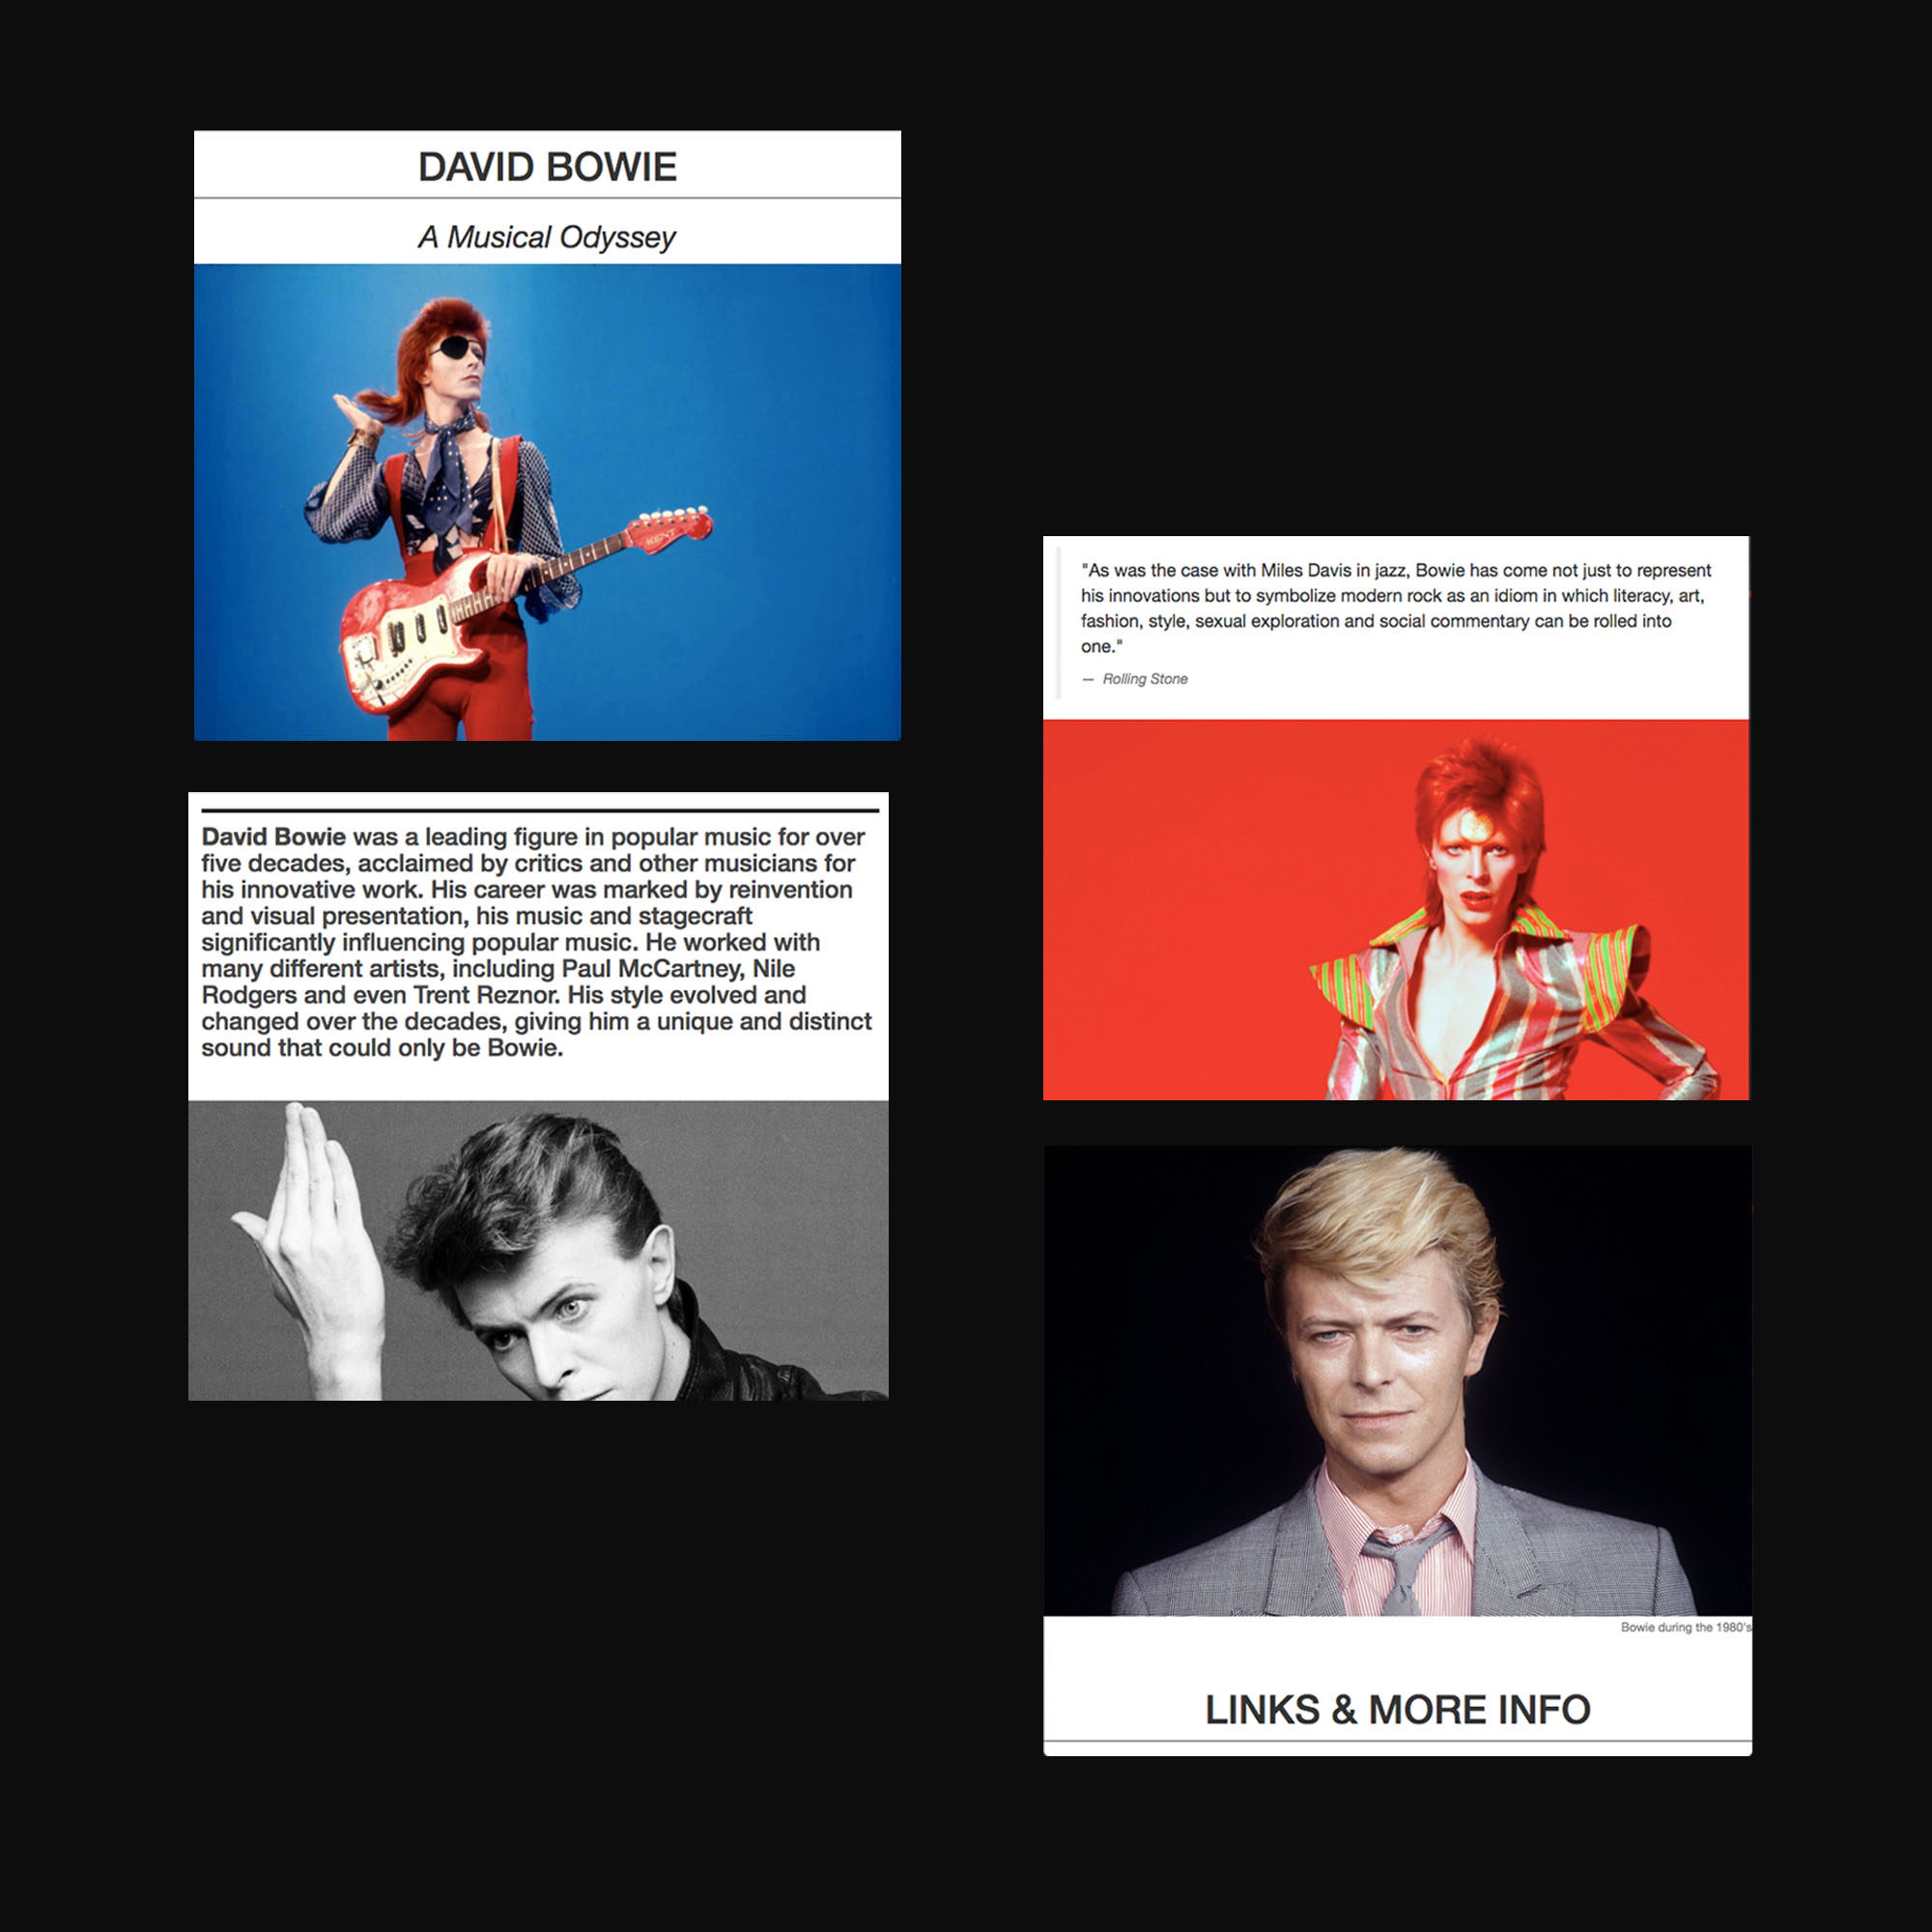 DAVID BOWIE
A Musical Odyssey
KENT
David Bowie was a leading figure in popular music for over
five decades, acclaimed by critics and other musicians for
his innovative work. His career was marked by reinvention
and visual presentation, his music and stagecraft
significantly influencing popular music. He worked with
many different artists, including Paul McCartney, Nile
Rodgers and even Trent Reznor. His style evolved and
changed over the decades, giving him a unique and distinct
sound that could only be Bowie.
"As was the case with Miles Davis in jazz, Bowie has come not just to represent
his innovations but to symbolize modern rock as an idiom in which literacy, art,
fashion, style, sexual exploration and social commentary can be rolled into
one."
— Rolling Stone
Bowie during the 1980's
LINKS & MORE INFO